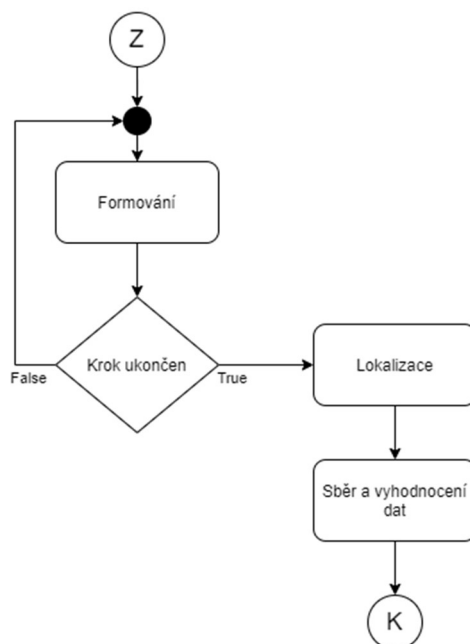 Z
Formování
Krok ukončen
False
True
Lokalizace
Sběr a vyhodnocení
dat
K